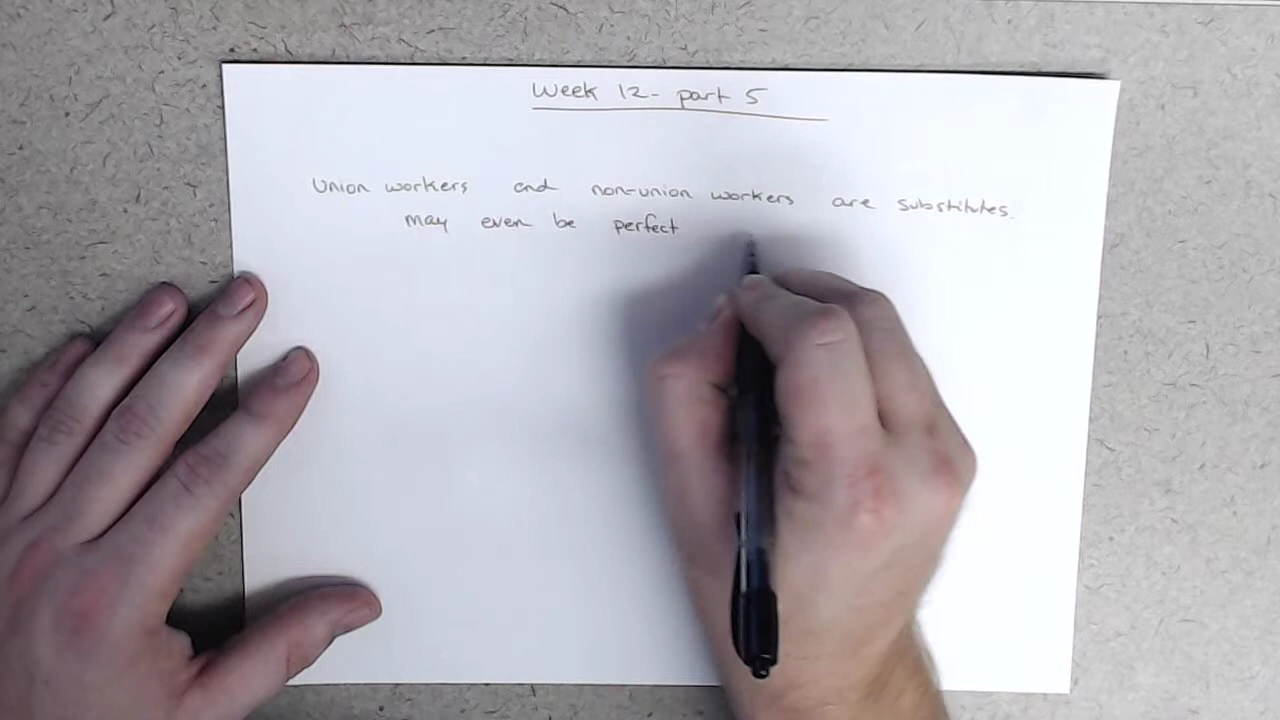 Week 12- part 5
Union workers and non-union workers are substitutes.
may even be perfect